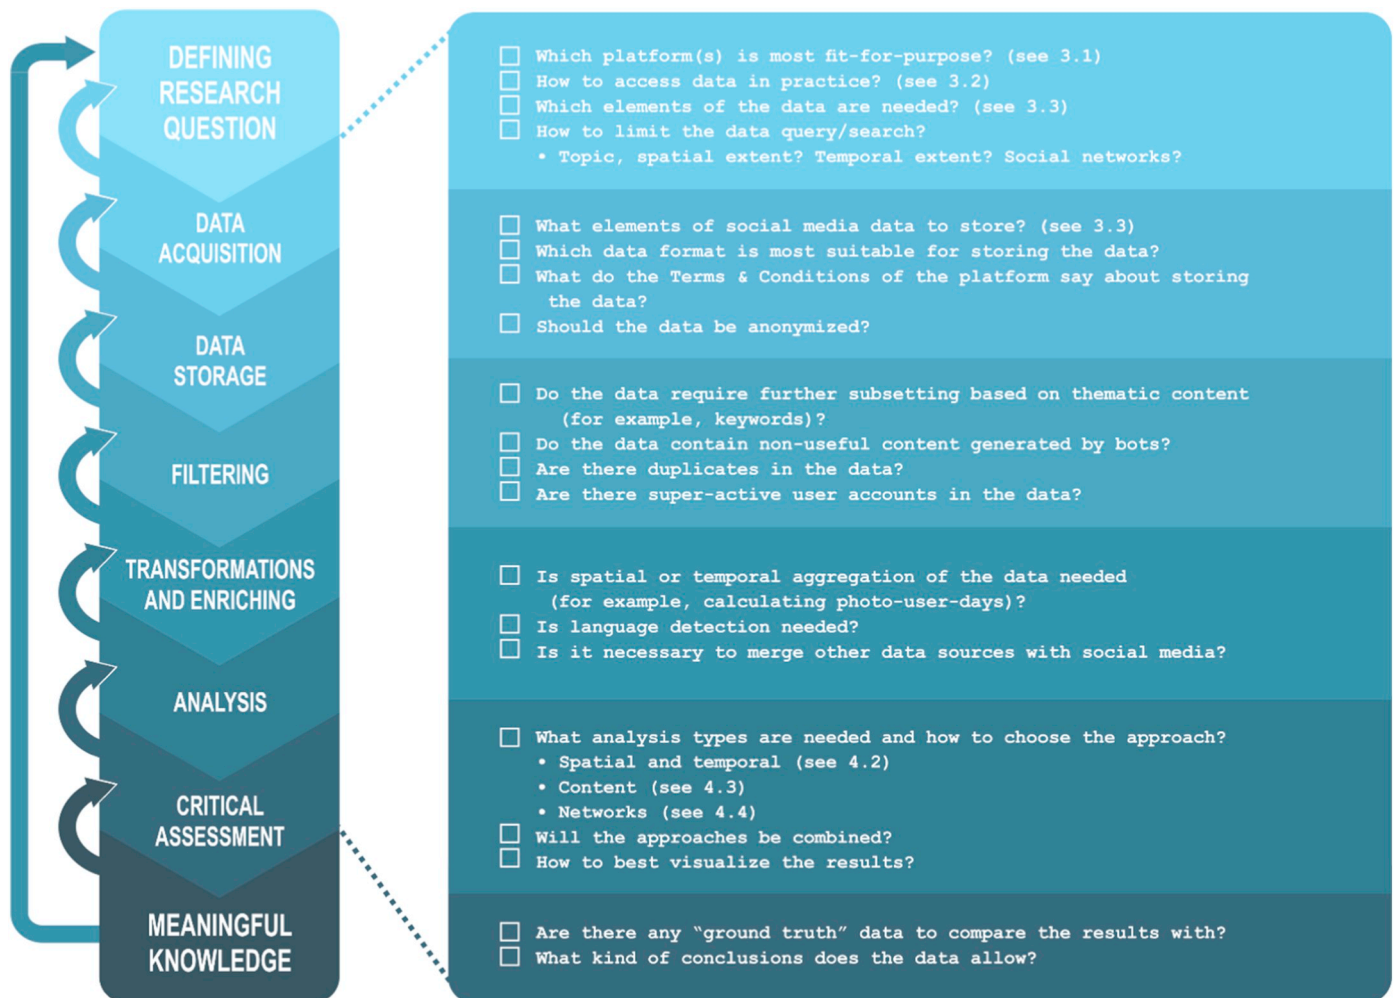 DEFINING
RESEARCH
QUESTION
DATA
ACQUISITION
DATA
STORAGE
FILTERING
TRANSFORMATIONS
AND ENRICHING
ANALYSIS
CRITICAL
ASSESSMENT
MEANINGFUL
KNOWLEDGE
Which platform(s) is most fit-for-purpose? (see 3.1)
How to access data in practice? (see 3.2)
Which elements of the data are needed? (see 3.3)
How to limit the data query/search?
• Topic, spatial extent? Temporal extent? Social networks?
What elements of social media data to store? (see 3.3)
Which data format is most suitable for storing the data?
What do the Terms & Conditions of the platform say about storing
the data?
Should the data be anonymized?
Do the data require further subsetting based on thematic content
(for example, keywords)?
Do the data contain non-useful content generated by bots?
Are there duplicates in the data?
Are there super-active user accounts in the data?
Is spatial or temporal aggregation of the data needed
(for example, calculating photo-user-days)?
Is language detection needed?
Is it necessary to merge other data sources with social media?
What analysis types are needed and how to choose the approach?
• Spatial and temporal (see 4.2)
• Content (see 4.3)
• Networks (see 4.4)
Will the approaches be combined?
How to best visualize the results?
Are there any “ground truth” data to compare the results with?
What kind of conclusions does the data allow?